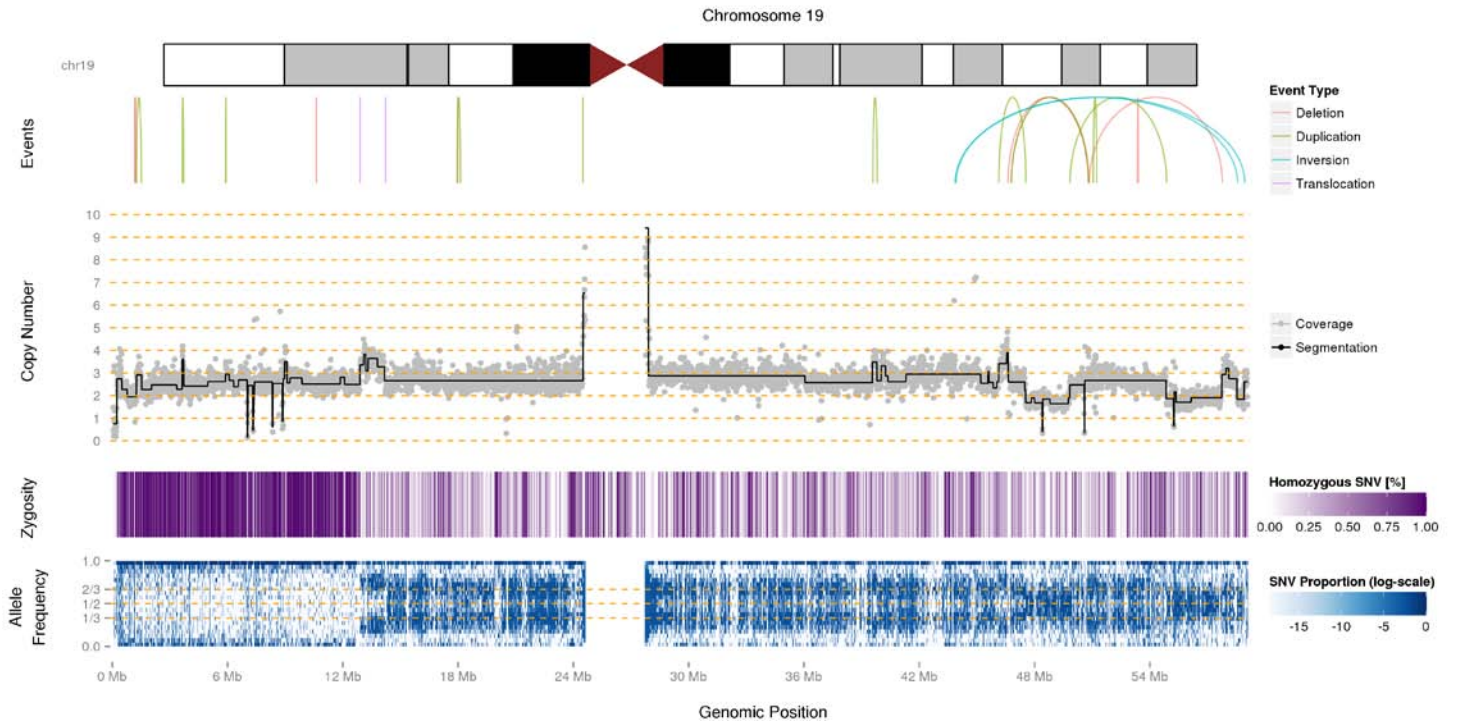 Chromosome 19
chr19
Events
Event Type
Deletion
Duplication
Inversion
Translocation
Copy Number
10
9
8
7
6
5
4
3
2
1
0
Coverage
Segmentation
Zygosity
Homozygous SNV [%]
0.00 0.25 0.50 0.75 1.00
Allele
Frequency
1.0
2/3
1/2
1/3
0.0
SNV Proportion (log-scale)
-15 -10 -5 0
0 Mb 6 Mb 12 Mb 18 Mb 24 Mb 30 Mb 36 Mb 42 Mb 48 Mb 54 Mb
Genomic Position